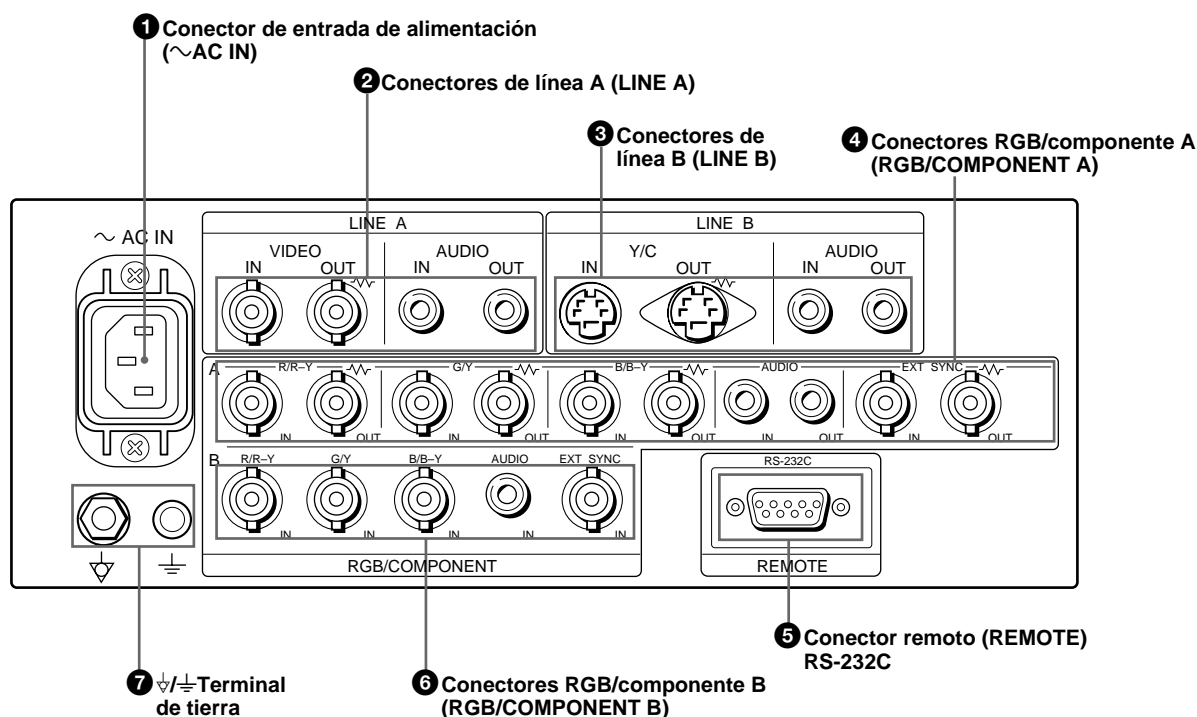 1 Conector de entrada de alimentación
(∼AC IN)
2 Conectores de línea A (LINE A)
3 Conectores de
línea B (LINE B)
4 Conectores RGB/componente A
(RGB/COMPONENT A)
∼ AC IN
LINE A
VIDEO
IN OUT
AUDIO
IN OUT
LINE B
Y/C
IN OUT
AUDIO
IN OUT
A R/R–Y G/Y B/B–Y AUDIO EXT SYNC
IN OUT IN OUT IN OUT IN OUT IN OUT
B R/R–Y G/Y B/B–Y AUDIO EXT SYNC
IN IN IN IN IN
RGB/COMPONENT
RS-232C
REMOTE
5 Conector remoto (REMOTE)
RS-232C
6 Conectores RGB/componente B
(RGB/COMPONENT B)
7 ⏚/⏚Terminal
de tierra